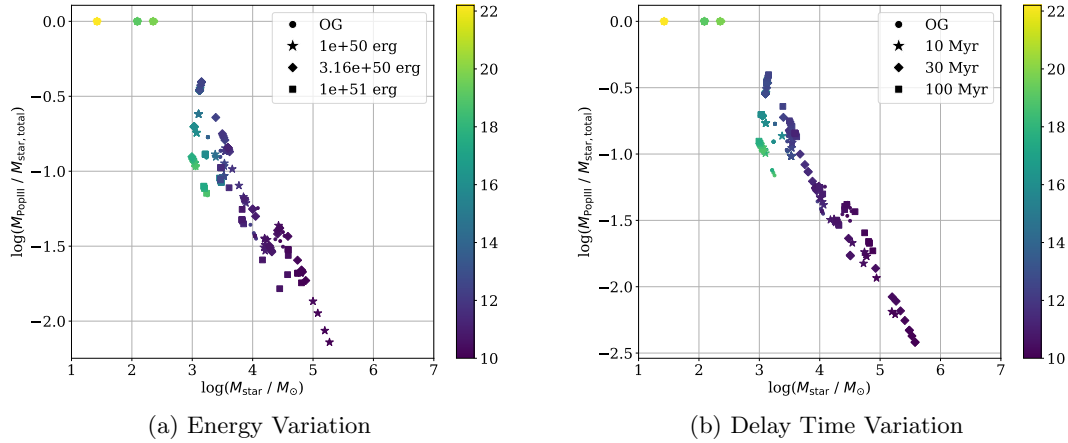 0.0
−0.5
−1.0
−1.5
−2.0
log(M_PopIII / M_star,total)
1 2 3 4 5 6 7
log(M_star / M_⊙)
OG
1e+50 erg
3.16e+50 erg
1e+51 erg
22
20
18
16
14
12
10
(a) Energy Variation
0.0
−0.5
−1.0
−1.5
−2.0
−2.5
log(M_PopIII / M_star,total)
1 2 3 4 5 6 7
log(M_star / M_⊙)
OG
10 Myr
30 Myr
100 Myr
22
20
18
16
14
12
10
(b) Delay Time Variation